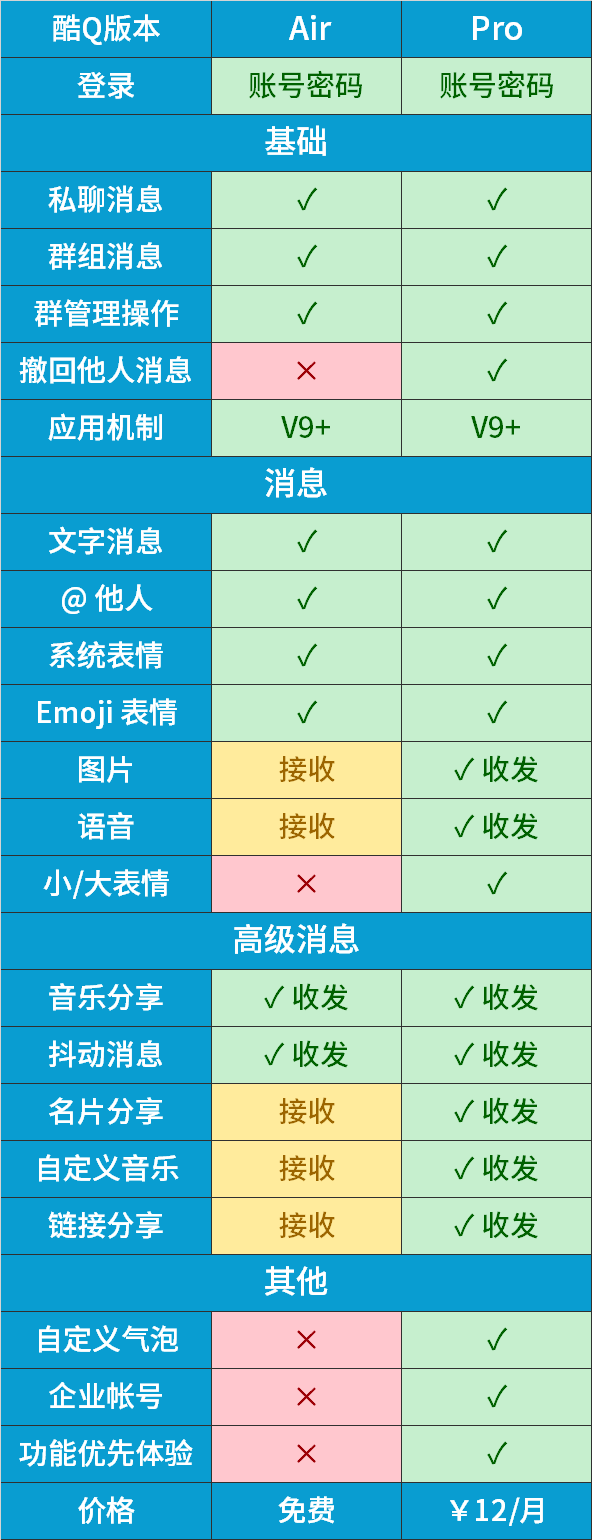 酷Q版本 Air Pro
登录 账号密码 账号密码
基础
私聊消息 ✓ ✓
群组消息 ✓ ✓
群管理操作 ✓ ✓
撤回他人消息 × ✓
应用机制 V9+ V9+
消息
文字消息 ✓ ✓
@ 他人 ✓ ✓
系统表情 ✓ ✓
Emoji 表情 ✓ ✓
图片 接收 ✓ 收发
语音 接收 ✓ 收发
小/大表情 × ✓
高级消息
音乐分享 ✓ 收发 ✓ 收发
抖动消息 ✓ 收发 ✓ 收发
名片分享 接收 ✓ 收发
自定义音乐 接收 ✓ 收发
链接分享 接收 ✓ 收发
其他
自定义气泡 × ✓
企业帐号 × ✓
功能优先体验 × ✓
价格 免费 ￥12/月